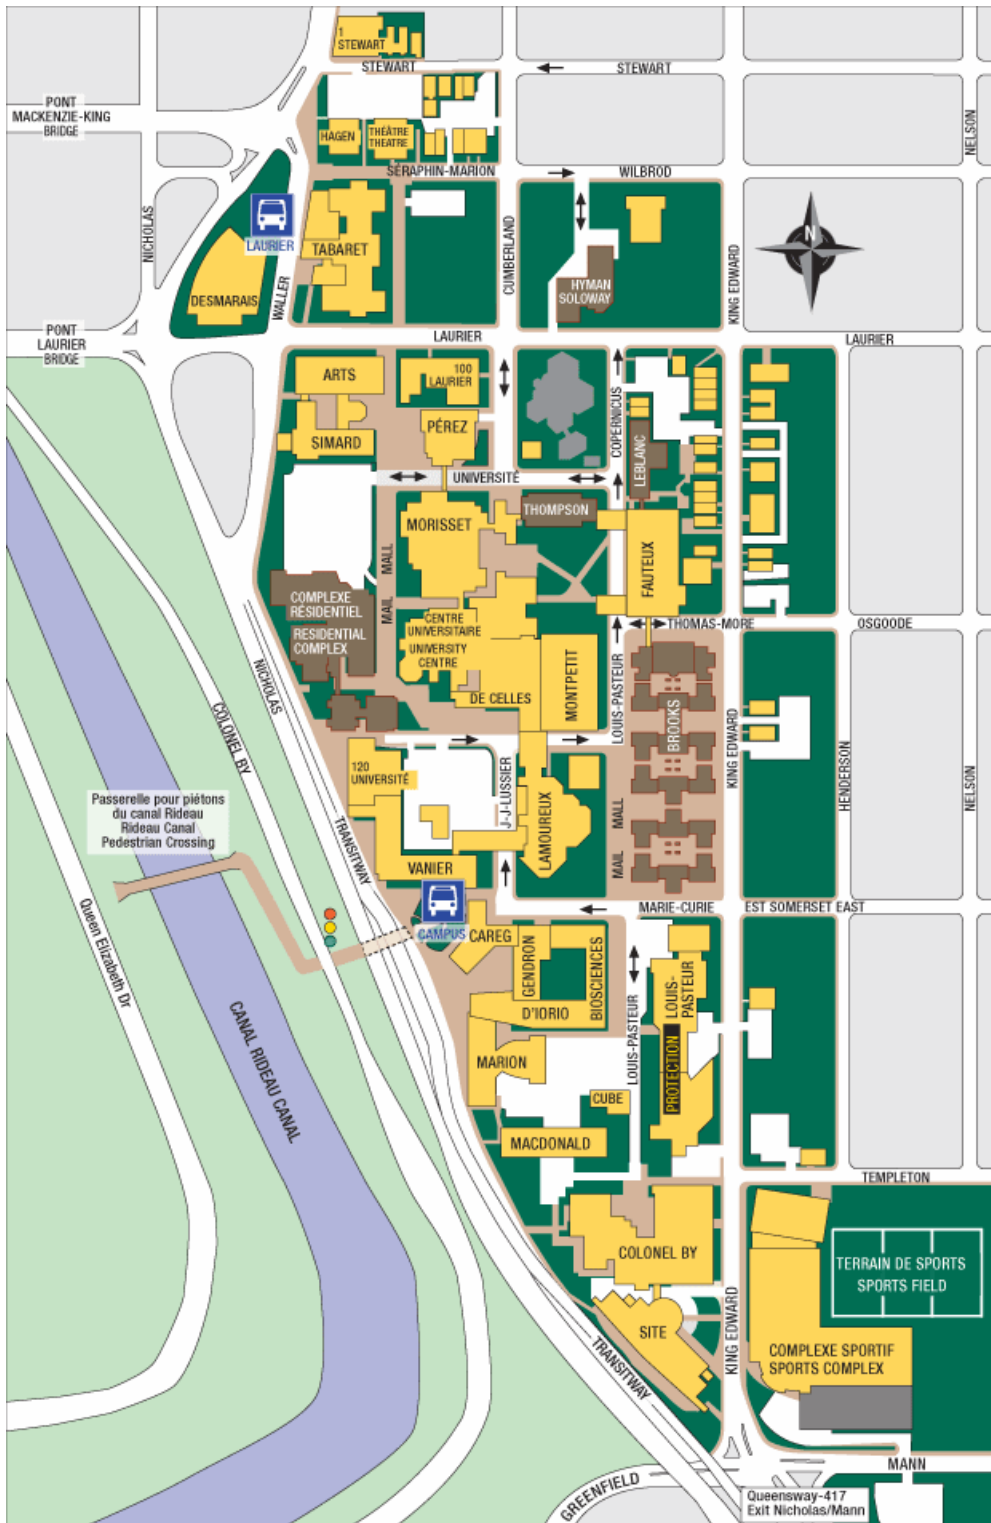 1
STEWART
STEWART
STEWART
PONT
MACKENZIE-KING
BRIDGE
HAGEN
THÉÂTRE
THEATRE
NELSON
SÉRAPHIN-MARION
WILBROD
NICHOLAS
LAURIER
TABARET
CUMBERLAND
N
HYMAN
SOLOWAY
KING EDWARD
DESMARAIS
WALLER
PONT
LAURIER
BRIDGE
LAURIER
LAURIER
ARTS
100
LAURIER
COPERNICUS
PÉREZ
SIMARD
LEBLANC
UNIVERSITÉ
THOMPSON
MORISSET
MALL
MAIL
FAUTEUX
COMPLEXE
RÉSIDENTIEL
RESIDENTIAL
COMPLEX
CENTRE
UNIVERSITAIRE
UNIVERSITY
CENTRE
THOMAS-MORE
OSGOODE
NICHOLAS
COLONEL BY
DE CELLES
MONTPETIT
LOUIS-PASTEUR
BROOKS
KING EDWARD
HENDERSON
NELSON
120
UNIVERSITÉ
J-J-LUSSIER
LAMOUREUX
MALL
MAIL
Passerelle pour piétons
du canal Rideau
Rideau Canal
Pedestrian Crossing
TRANSITWAY
VANIER
CAMPUS
MARIE-CURIE
EST SOMERSET EAST
Queen Elizabeth Dr
CAREG
GENDRON
BIOSCIENCES
D'IORIO
LOUIS-PASTEUR
LOUIS-
PASTEUR
PROTECTION
CANAL RIDEAU CANAL
MARION
CUBE
MACDONALD
TEMPLETON
COLONEL BY
TERRAIN DE SPORTS
SPORTS FIELD
SITE
KING EDWARD
TRANSITWAY
COMPLEXE SPORTIF
SPORTS COMPLEX
MANN
GREENFIELD
Queensway-417
Exit Nicholas/Mann